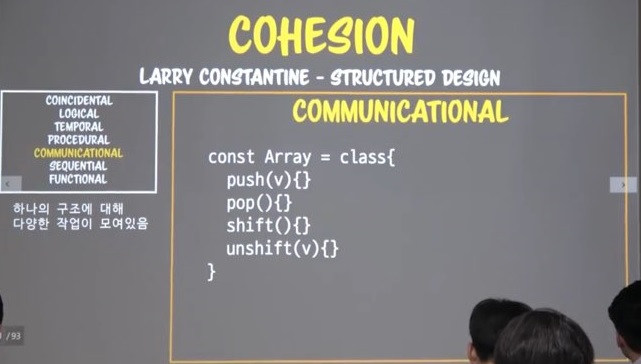 COHESION
LARRY CONSTANTINE - STRUCTURED DESIGN
COINCIDENTAL
LOGICAL
TEMPORAL
PROCEDURAL
COMMUNICATIONAL
SEQUENTIAL
FUNCTIONAL
하나의 구조에 대해
다양한 작업이 모여있음
COMMUNICATIONAL
const Array = class{
push(v){}
pop(){}
shift(){}
unshift(v){}
}
/93